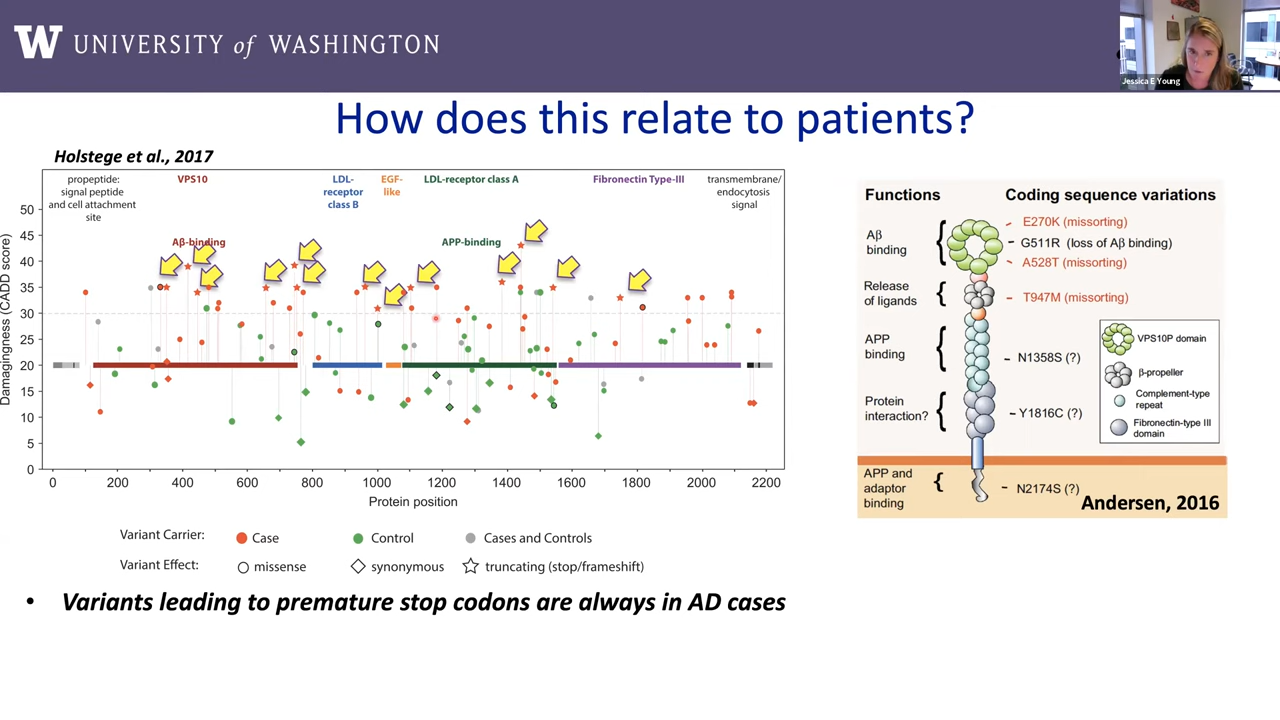 W UNIVERSITY of WASHINGTON
Jessica E Young
How does this relate to patients?
Holstege et al., 2017
propeptide:
signal peptide
and cell attachment
site
VPS10
LDL-
receptor
class B
EGF-
like
LDL-receptor class A
Fibronectin Type-III
transmembrane/
endocytosis
signal
Aβ-binding
APP-binding
Damagingness (CADD score)
50
45
40
35
30
25
20
15
10
5
0
0 200 400 600 800 1000 1200 1400 1600 1800 2000 2200
Protein position
Variant Carrier: Case Control Cases and Controls
Variant Effect: missense synonymous truncating (stop/frameshift)
• Variants leading to premature stop codons are always in AD cases
Functions Coding sequence variations
Aβ
binding
E270K (missorting)
G511R (loss of Aβ binding)
A528T (missorting)
Release
of ligands
T947M (missorting)
APP
binding
N1358S (?)
Protein
interaction?
Y1816C (?)
APP and
adaptor
binding
N2174S (?)
VPS10P domain
β-propeller
Complement-type
repeat
Fibronectin-type III
domain
Andersen, 2016